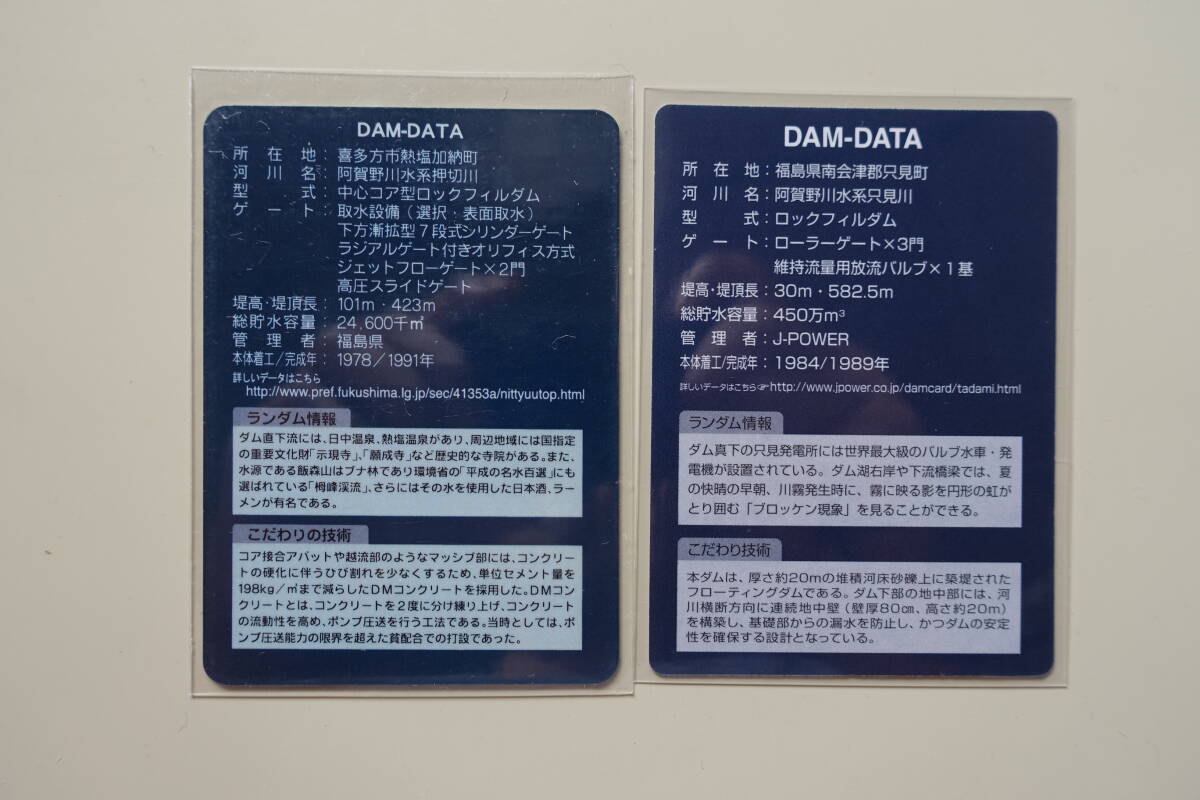 DAM-DATA
所在地：喜多方市熱塩加納町
河川名：阿賀野川水系押切川
型式：中心コア型ロックフィルダム
ゲート：取水設備（選択・表面取水）
下方漸拡型７段式シリンダーゲート
ラジアルゲート付きオリフィス方式
ジェットフローゲート×２門
高圧スライドゲート
堤高・堤頂長：101m・423m
総貯水容量：24,600千㎥
管理者：福島県
本体着工/完成年：1978／1991年
詳しいデータはこちら
http://www.pref.fukushima.lg.jp/sec/41353a/nittyuutop.html
ランダム情報
ダム直下流には、日中温泉、熱塩温泉があり、周辺地域には国指定
の重要文化財「示現寺」、「願成寺」など歴史的な寺院がある。また、
水源である飯森山はブナ林であり環境省の「平成の名水百選」にも
選ばれている「栂峰渓流」、さらにはその水を使用した日本酒、ラー
メンが有名である。
こだわりの技術
コア接合アバットや越流部のようなマッシブ部には、コンクリー
トの硬化に伴うひび割れを少なくするため、単位セメント量を
198kg／㎥まで減らしたＤＭコンクリートを採用した。ＤＭコン
クリートとは、コンクリートを２度に分け練り上げ、コンクリート
の流動性を高め、ポンプ圧送を行う工法である。当時としては、ポ
ンプ圧送能力の限界を超えた貧配合での打設であった。
DAM-DATA
所在地：福島県南会津郡只見町
河川名：阿賀野川水系只見川
型式：ロックフィルダム
ゲート：ローラーゲート×3門
維持流量用放流バルブ×１基
堤高・堤頂長：30m・582.5m
総貯水容量：450万m³
管理者：J-POWER
本体着工/完成年：1984/1989年
詳しいデータはこちら☞http://www.jpower.co.jp/damcard/tadami.html
ランダム情報
ダム真下の只見発電所には世界最大級のバルブ水車・発
電機が設置されている。ダム湖右岸や下流橋梁では、夏
の快晴の早朝、川霧発生時に、霧に映る影を円形の虹が
とり囲む「ブロッケン現象」を見ることができる。
こだわり技術
本ダムは、厚さ約20mの堆積河床砂礫上に築堤された
フローティングダムである。ダム下部の地中部には、河
川横断方向に連続地中壁（壁厚80㎝、高さ約20m）
を構築し、基礎部からの漏水を防止し、かつダムの安定
性を確保する設計となっている。